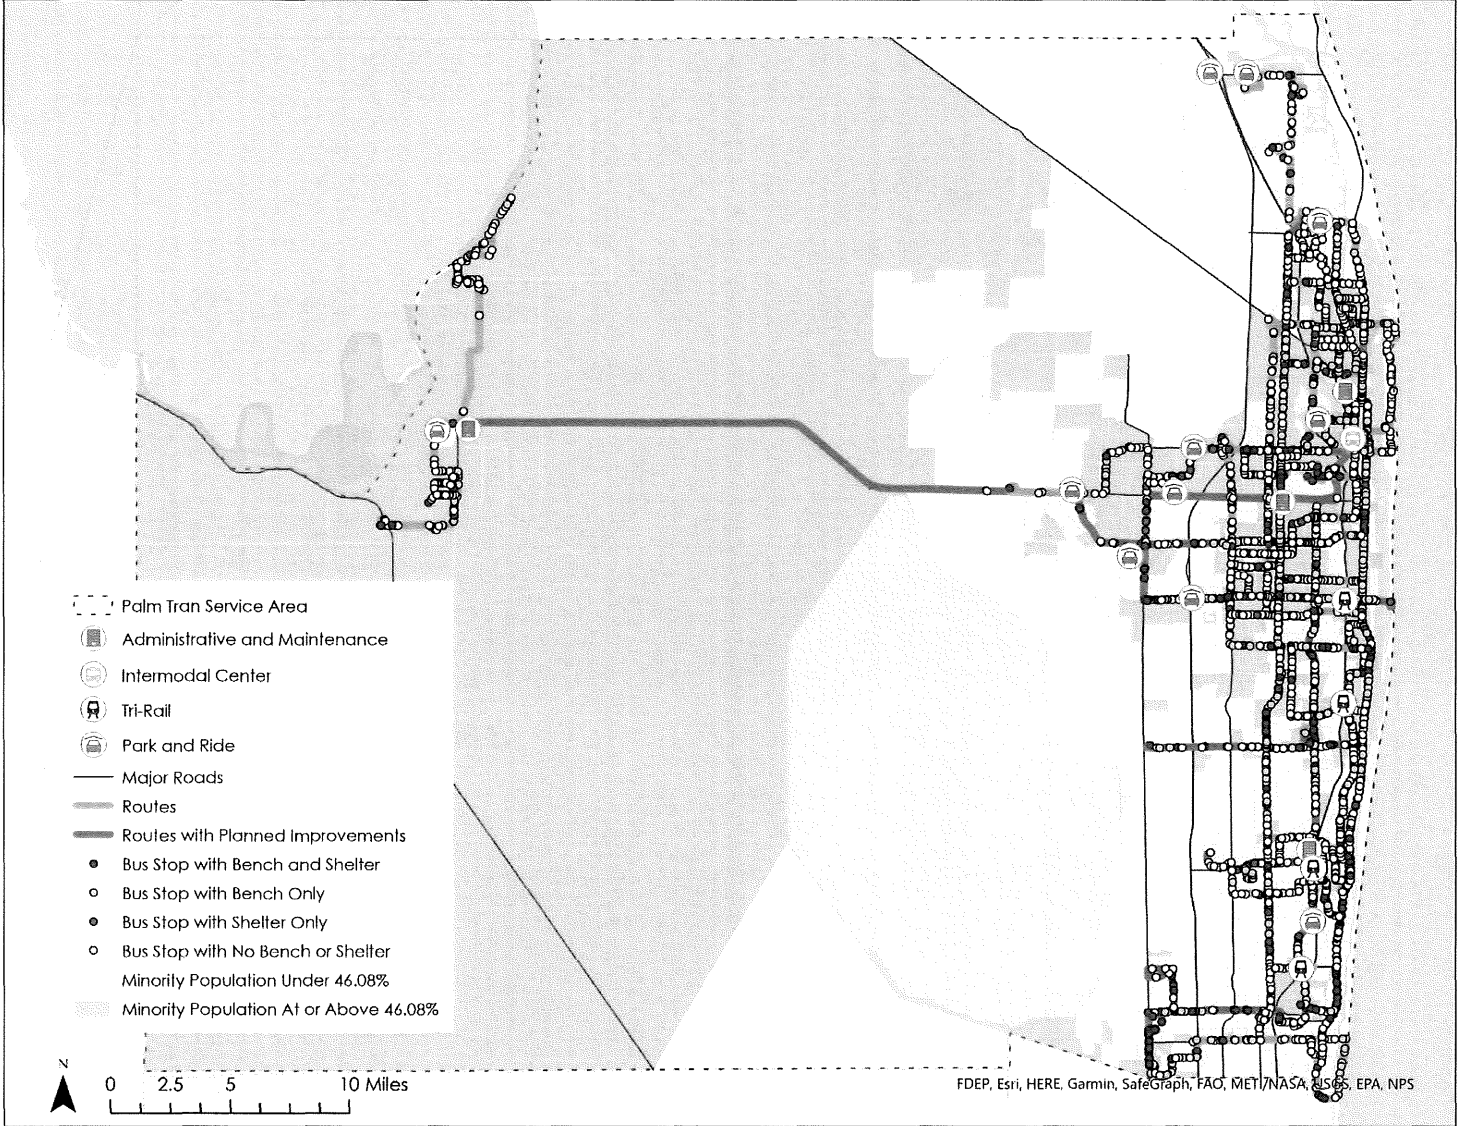 Palm Tran Service Area
Administrative and Maintenance
Intermodal Center
Tri-Rail
Park and Ride
Major Roads
Routes
Routes with Planned Improvements
Bus Stop with Bench and Shelter
Bus Stop with Bench Only
Bus Stop with Shelter Only
Bus Stop with No Bench or Shelter
Minority Population Under 46.08%
Minority Population At or Above 46.08%
N
0 2.5 5 10 Miles
FDEP, Esri, HERE, Garmin, SafeGraph, FAO, METI/NASA, USGS, EPA, NPS